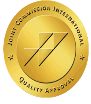 JOINT COMMISSION INTERNATIONAL
QUALITY APPROVAL